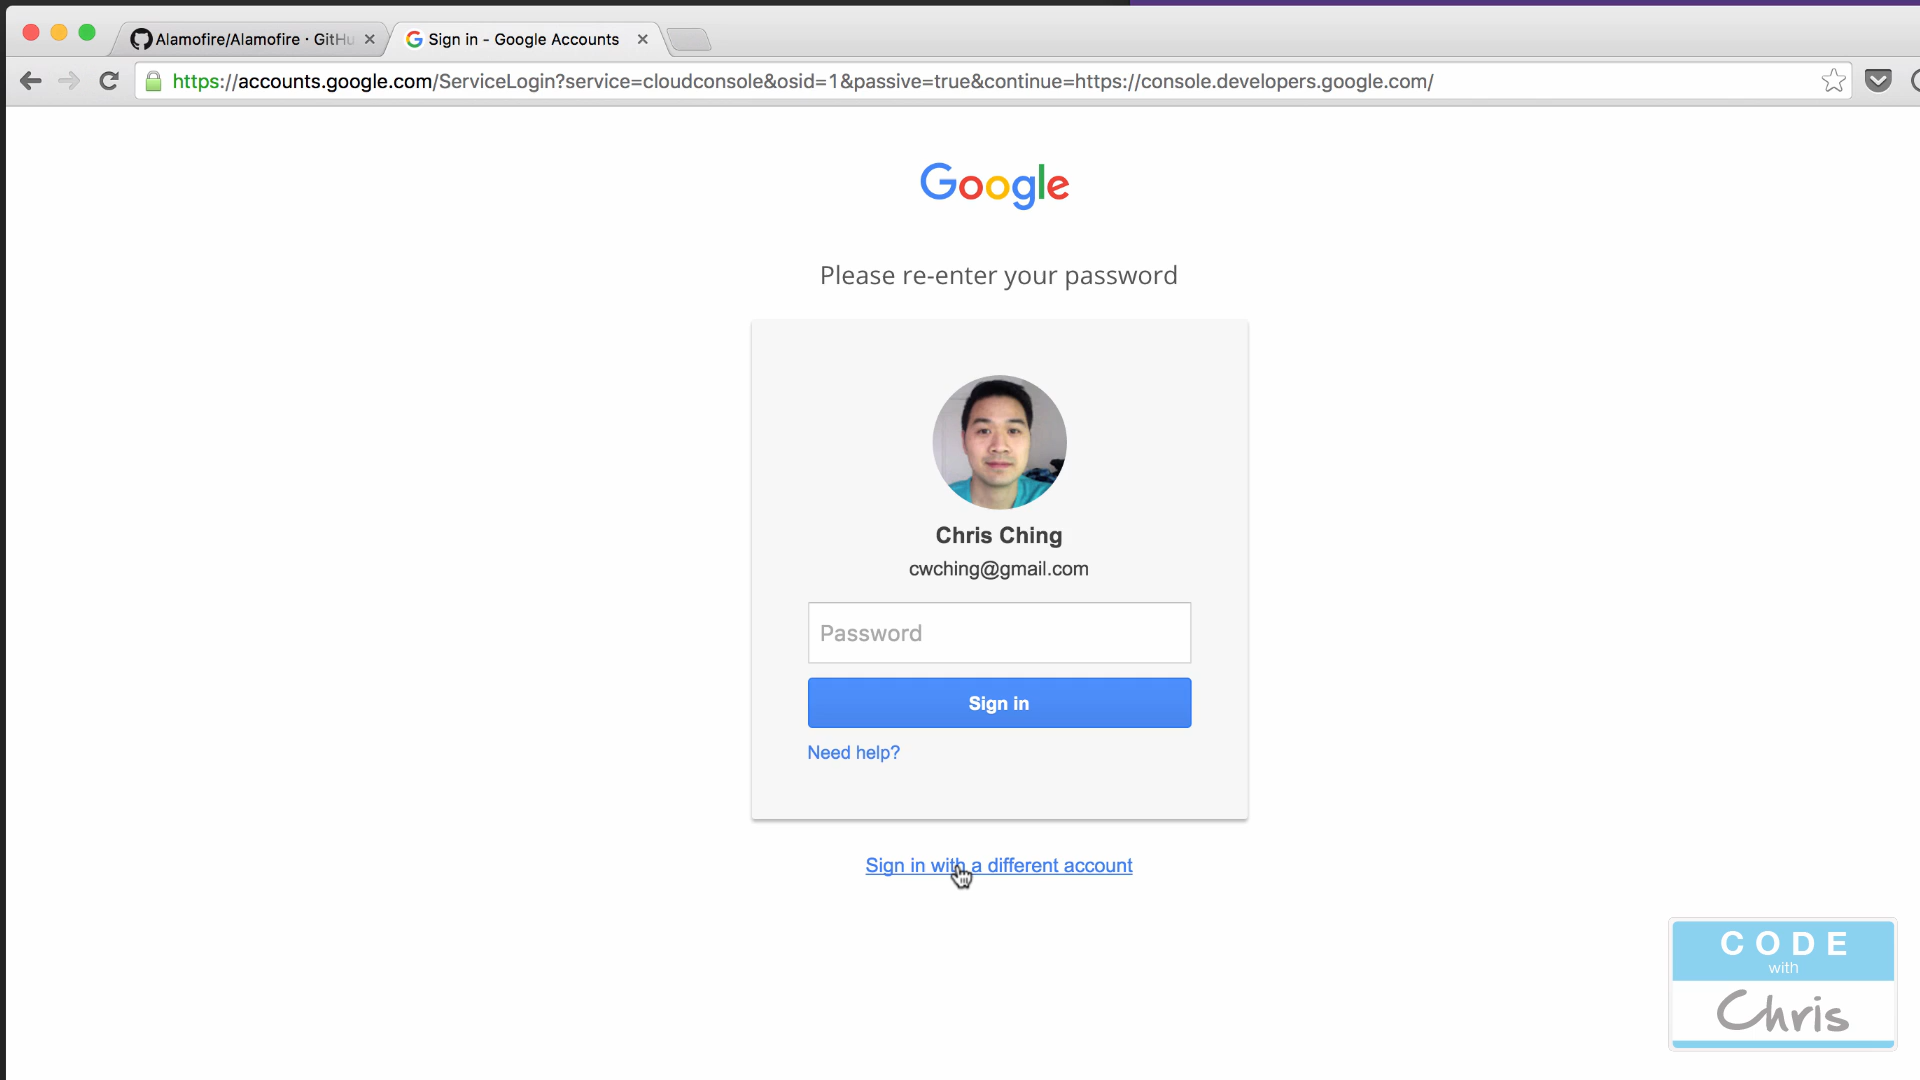 Alamofire/Alamofire · GitHu
Sign in - Google Accounts
https://accounts.google.com/ServiceLogin?service=cloudconsole&osid=1&passive=true&continue=https://console.developers.google.com/
Google
Please re-enter your password
Chris Ching
cwching@gmail.com
Password
Sign in
Need help?
Sign in with a different account
CODE
with
Chris